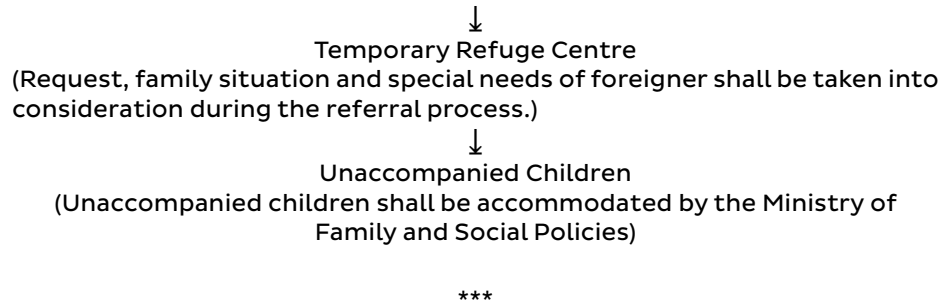 ↓
Temporary Refuge Centre
(Request, family situation and special needs of foreigner shall be taken into
consideration during the referral process.)
↓
Unaccompanied Children
(Unaccompanied children shall be accommodated by the Ministry of
Family and Social Policies)
***